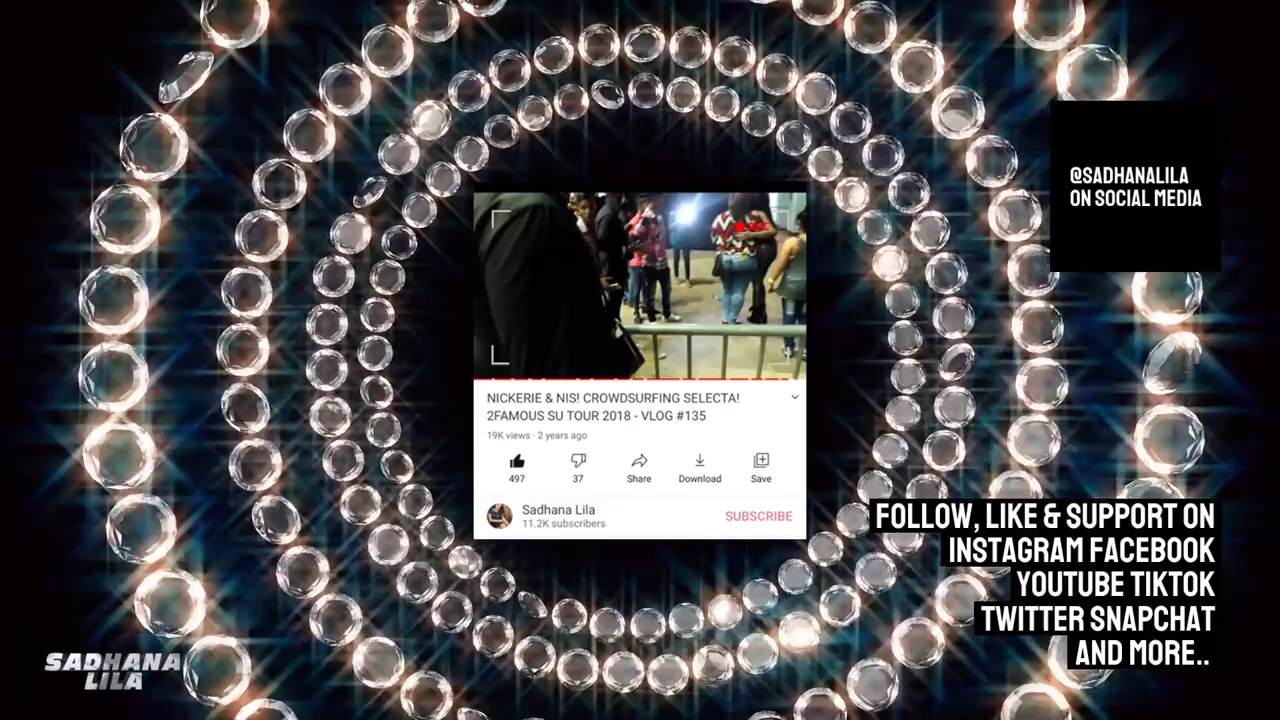 @SADHANALILA
ON SOCIAL MEDIA
NICKERIE & NIS! CROWDSURFING SELECTA!
2FAMOUS SU TOUR 2018 - VLOG #135
19K views · 2 years ago
497
37
Share
Download
Save
Sadhana Lila
11.2K subscribers
SUBSCRIBE
FOLLOW, LIKE & SUPPORT ON
INSTAGRAM FACEBOOK
YOUTUBE TIKTOK
TWITTER SNAPCHAT
AND MORE..
SADHANA
LILA